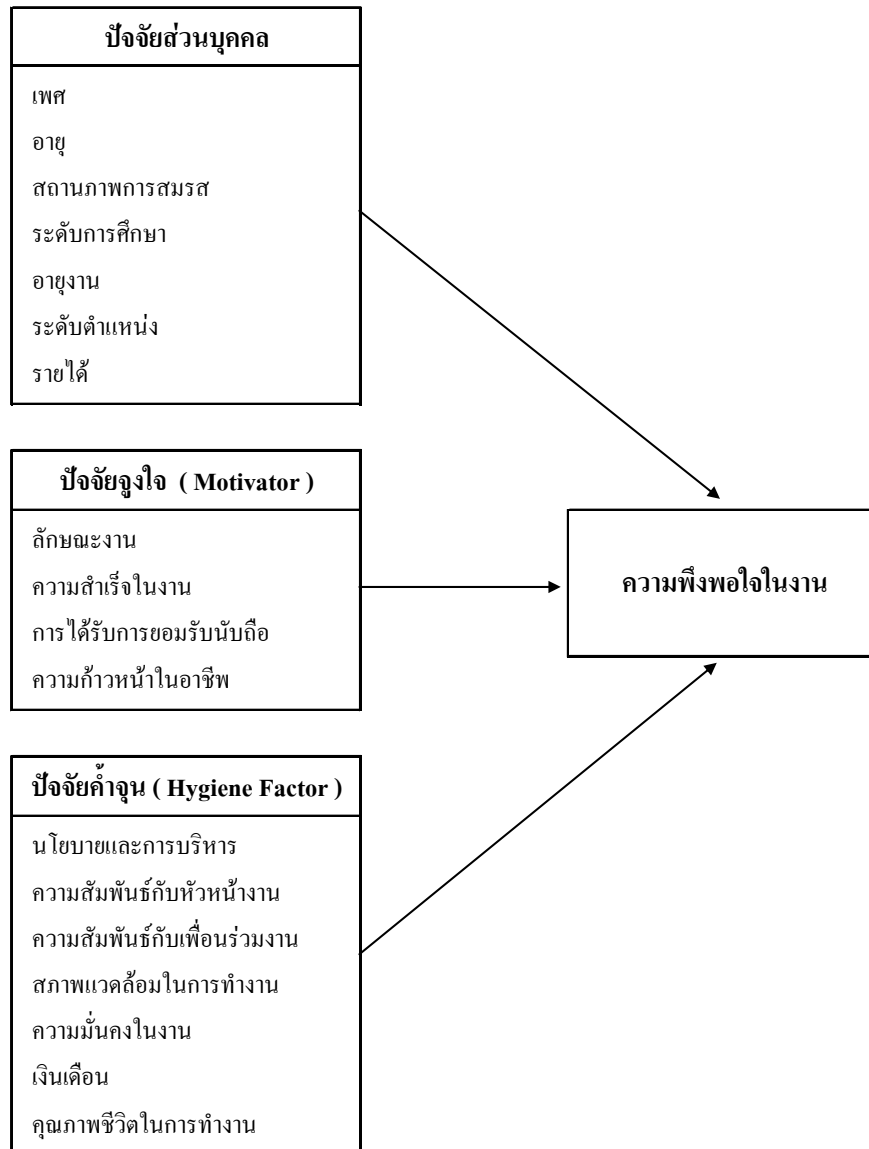 ปัจจัยส่วนบุคคล
เพศ
อายุ
สถานภาพการสมรส
ระดับการศึกษา
อายุงาน
ระดับตำแหน่ง
รายได้
ปัจจัยจูงใจ ( Motivator )
ลักษณะงาน
ความสำเร็จในงาน
การได้รับการยอมรับนับถือ
ความก้าวหน้าในอาชีพ
ความพึงพอใจในงาน
ปัจจัยค้ำจุน ( Hygiene Factor )
นโยบายและการบริหาร
ความสัมพันธ์กับหัวหน้างาน
ความสัมพันธ์กับเพื่อนร่วมงาน
สภาพแวดล้อมในการทำงาน
ความมั่นคงในงาน
เงินเดือน
คุณภาพชีวิตในการทำงาน